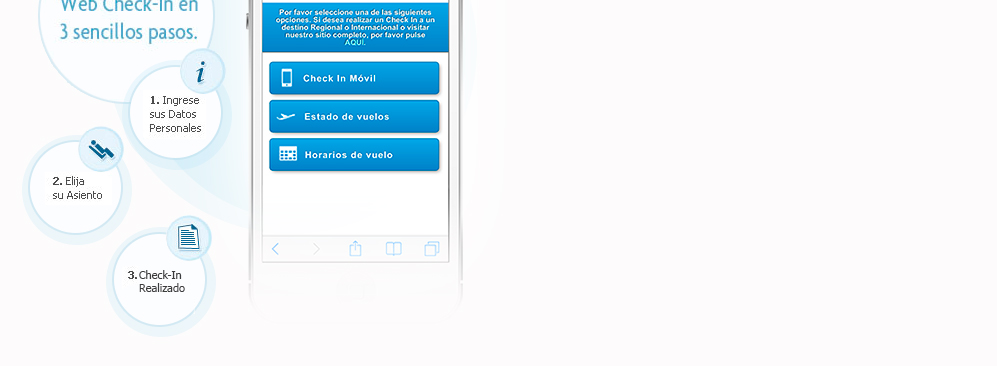 Web Check-In en
3 sencillos pasos.
1. Ingrese
sus Datos
Personales
2. Elija
su Asiento
3. Check-In
Realizado
Por favor seleccione una de las siguientes
opciones. Si desea realizar un Check In a un
destino Regional o Internacional o visitar
nuestro sitio completo, por favor pulse
AQUÍ.
Check In Móvil
Estado de vuelos
Horarios de vuelo